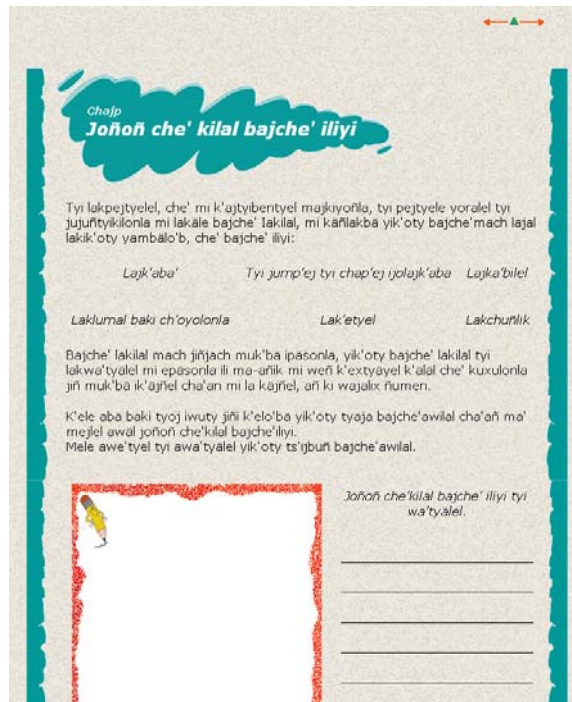 Chajp
Joñoñ che' kilal bajche' iliyi
Tyi lakpejtyelel, che' mi k'ajtyibentyel majkiyoñla, tyi pejtyele yoralel tyi
jujuñtyikilonla mi lakäle bajche' lakilal, mi käñlakba yik'oty bajche'mach lajal
lakik'oty yambälo'b, che' bajche' iliyi:
Lajk'aba' Tyi jump'ej tyi chap'ej ijolajk'aba Lajka'bilel
Laklumal baki ch'oyolonla Lak'etyel Lakchuñlik
Bajche' lakilal mach jiñjach muk'ba ipasonla, yik'oty bajche' lakilal tyi
lakwa'tyälel mi epasonla ili ma-añik mi weñ k'extyäyel k'äläl che' kuxulonla
jiñ muk'bä ik'äjñel cha'an mi la käjñel, añ ki wajalix ñumen.
K'ele aba baki tyoj iwuty jiñi k'elo'ba yik'oty tyaja bajche'awilal cha'añ ma'
mejlel awäl joñoñ che'kilal bajche'iliyi.
Mele awe'tyel tyi awa'tyälel yik'oty ts'ijbuñ bajche'awilal.
Joñoñ che'kilal bajche' iliyi tyi
wa'tyälel.